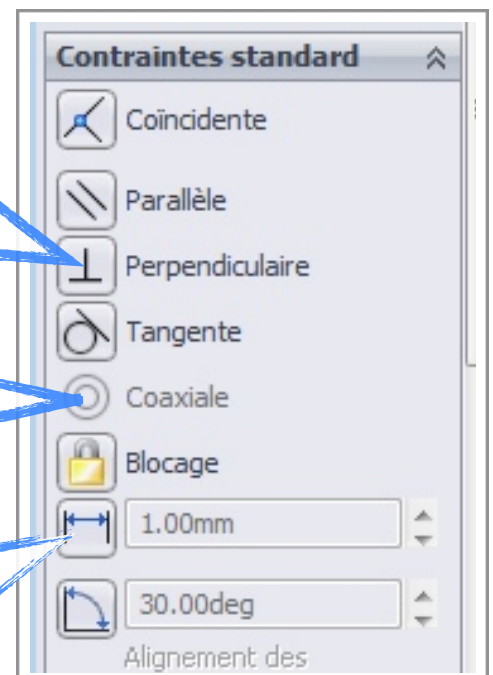 Contraintes standard
Coïncidente
Parallèle
Perpendiculaire
Tangente
Coaxiale
Blocage
1.00mm
30.00deg
Alignement des